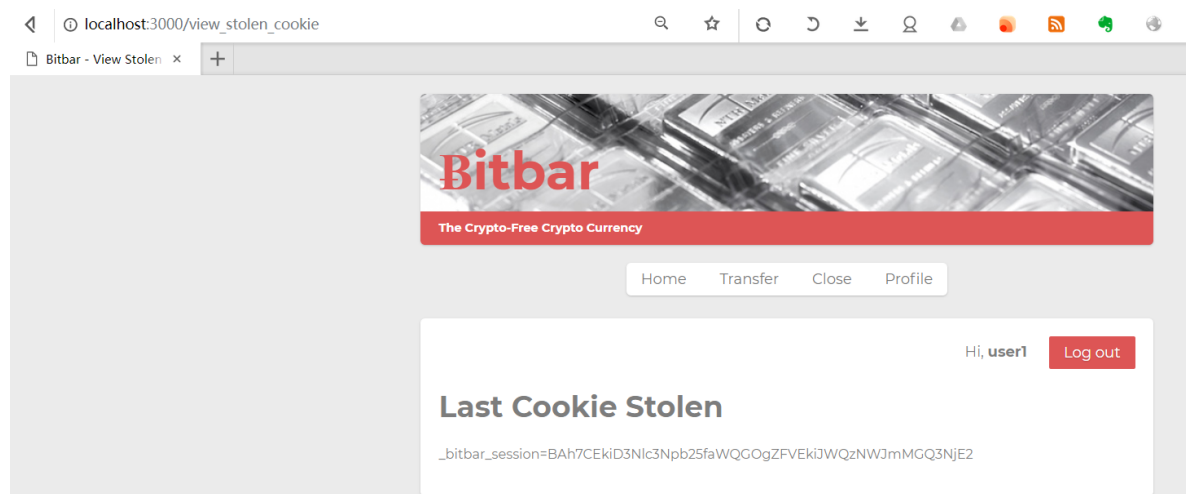 localhost:3000/view_stolen_cookie
Bitbar - View Stolen
Ƀitbar
The Crypto-Free Crypto Currency
Home Transfer Close Profile
Hi, user1 Log out
Last Cookie Stolen
_bitbar_session=BAh7CEkiD3Nlc3Npb25faWQGOgZFVEkiJWQzNWJmMGQ3NjE2